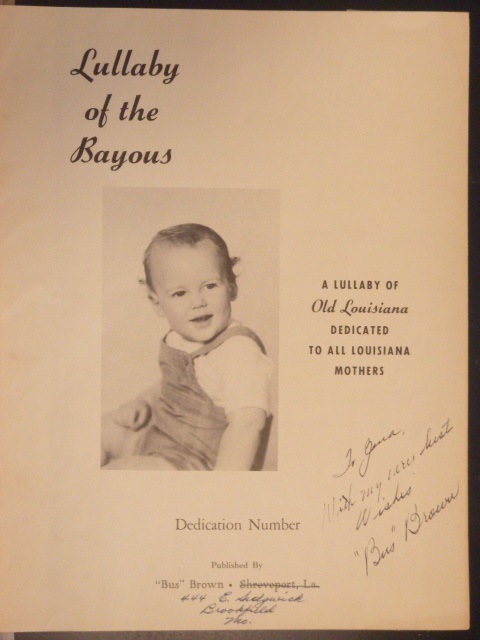 Lullaby
of the
Bayous
A LULLABY OF
Old Louisiana
DEDICATED
TO ALL LOUISIANA
MOTHERS
To
With my very best
Wishes
"Bus" Brown
Dedication Number
Published By
"Bus" Brown • Shreveport, La.
444 E. Sedgwick
Brookfield
Mo.